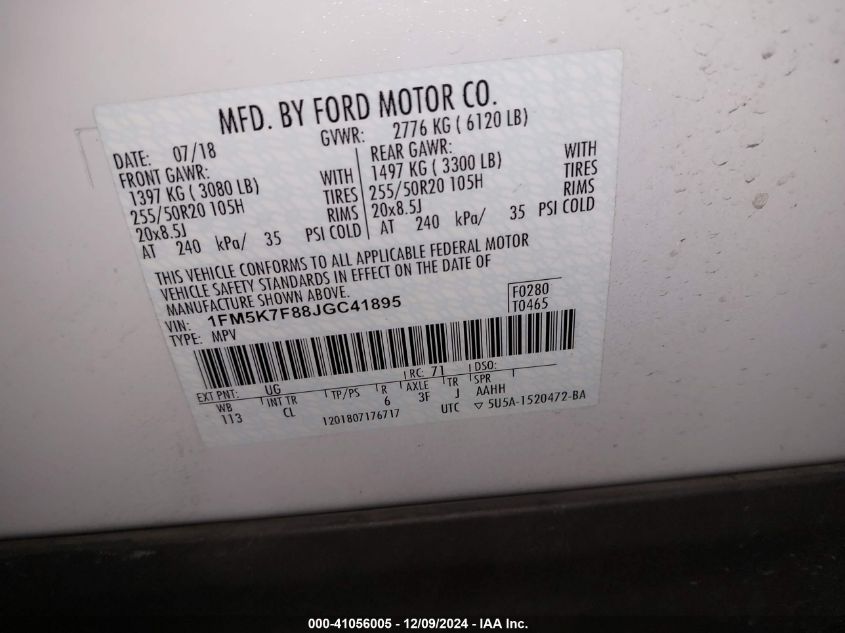 MFD. BY FORD MOTOR CO.
DATE: 07/18 GVWR: 2776 KG ( 6120 LB)
FRONT GAWR: REAR GAWR:
1397 KG ( 3080 LB) WITH 1497 KG ( 3300 LB) WITH
255/50R20 105H TIRES 255/50R20 105H TIRES
20x8.5J RIMS 20x8.5J RIMS
AT 240 kPa/ 35 PSI COLD AT 240 kPa/ 35 PSI COLD
THIS VEHICLE CONFORMS TO ALL APPLICABLE FEDERAL MOTOR
VEHICLE SAFETY STANDARDS IN EFFECT ON THE DATE OF
MANUFACTURE SHOWN ABOVE.
VIN: 1FM5K7F88JGC41895 F0280
TYPE: MPV T0465
EXT PNT: UG RC: 71 DSO:
WB INT TR TP/PS R AXLE TR SPR
113 CL 6 3F J AAHH
1201807176717 UTC ▽ 5U5A-1520472-BA
000-41056005 - 12/09/2024 - IAA Inc.